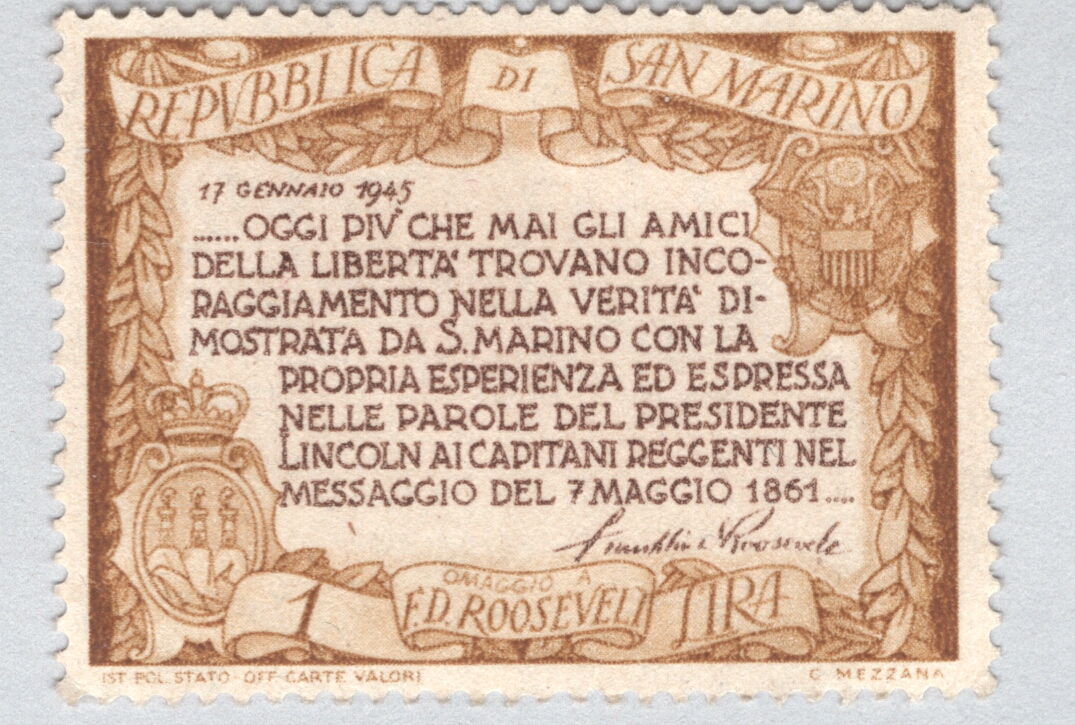 REPVBBLICA DI SAN MARINO
17 GENNAIO 1945
......OGGI PIV' CHE MAI GLI AMICI
DELLA LIBERTA' TROVANO INCO-
RAGGIAMENTO NELLA VERITA' DI-
MOSTRATA DA S. MARINO CON LA
PROPRIA ESPERIENZA ED ESPRESSA
NELLE PAROLE DEL PRESIDENTE
LINCOLN AI CAPITANI REGGENTI NEL
MESSAGGIO DEL 7 MAGGIO 1861....
Franklin Roosevelt
OMAGGIO A
1 F.D. ROOSEVELT LIRA
IST. POL. STATO - OFF. CARTE VALORI C. MEZZANA